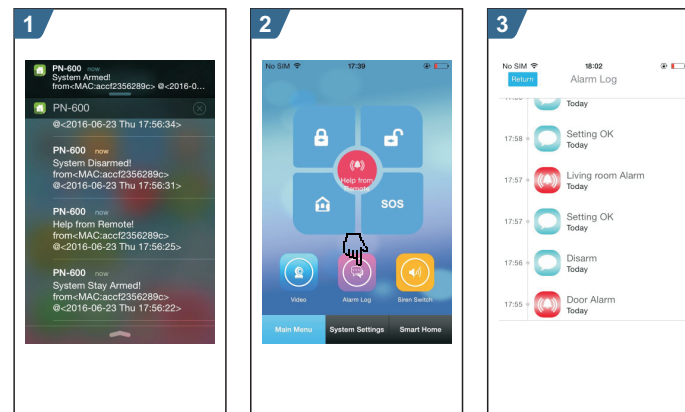 1
PN-600 now
System Armed!
from<MAC:accf2356289c> @<2016-0...
PN-600
@<2016-06-23 Thu 17:56:34>
PN-600 now
System Disarmed!
from<MAC:accf2356289c>
@<2016-06-23 Thu 17:56:31>
PN-600 now
Help from Remote!
from<MAC:accf2356289c>
@<2016-06-23 Thu 17:56:25>
PN-600 now
System Stay Armed!
from<MAC:accf2356289c>
@<2016-06-23 Thu 17:56:22>
2
No SIM 17:39
Help from
Remote
SOS
Video Alarm Log Siren Switch
Main Menu System Settings Smart Home
3
No SIM 18:02
Return Alarm Log
Today
17:58 Setting OK
Today
17:57 Living room Alarm
Today
17:57 Setting OK
Today
17:56 Disarm
Today
17:55 Door Alarm
Today